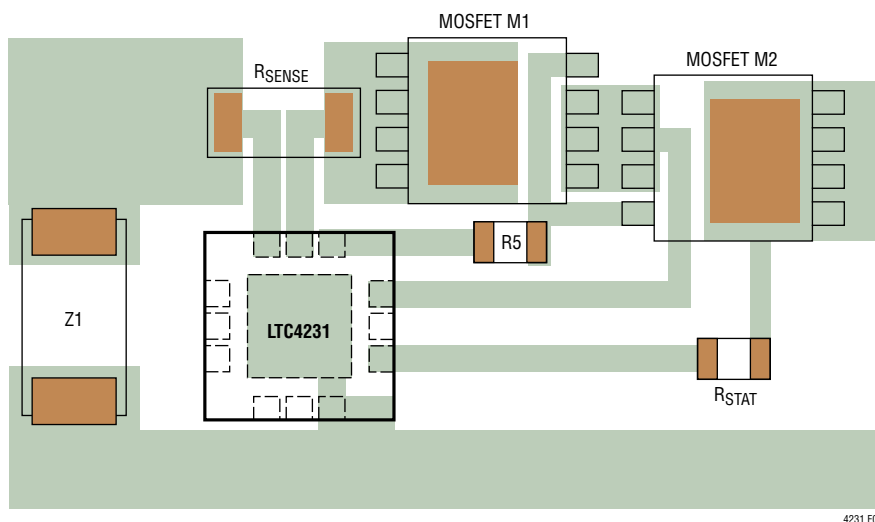 MOSFET M1
MOSFET M2
RSENSE
R5
Z1
LTC4231
RSTAT